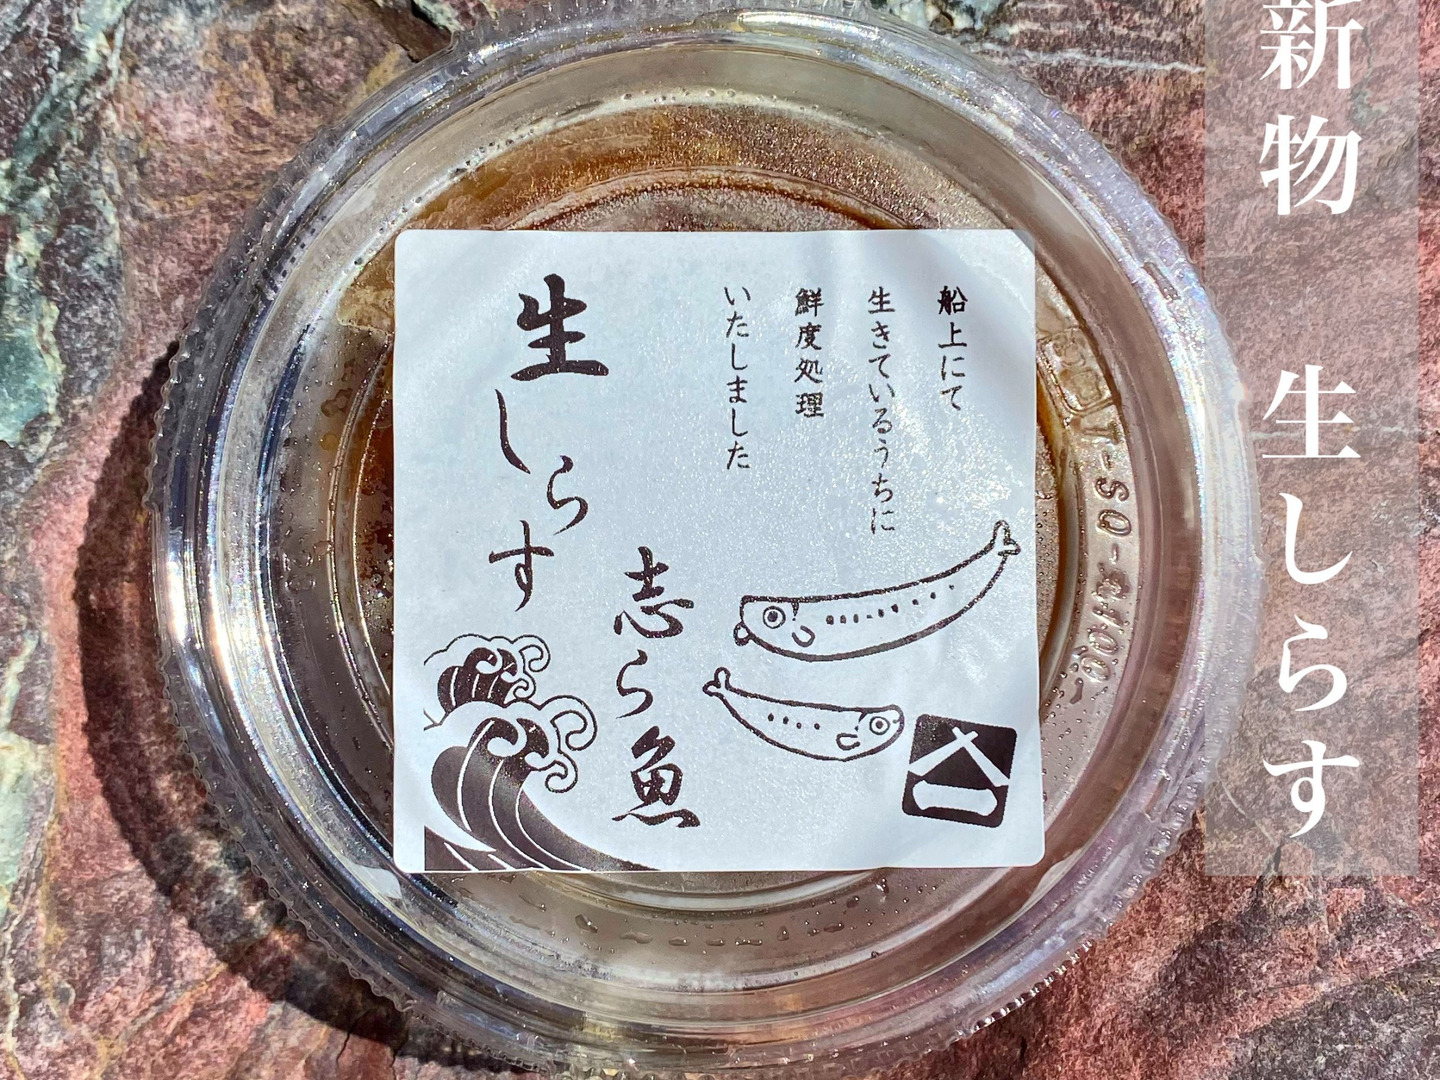 新物 生しらす
船上にて
生きているうちに
鮮度処理
いたしました
生しらす
志ら魚